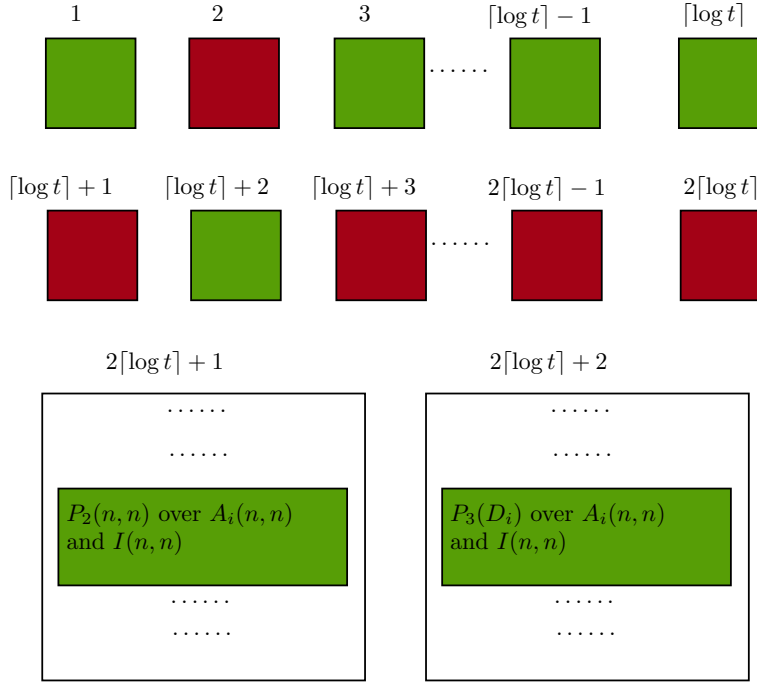 1 2 3 ⌈log t⌉ − 1 ⌈log t⌉
......
⌈log t⌉ + 1 ⌈log t⌉ + 2 ⌈log t⌉ + 3 2⌈log t⌉ − 1 2⌈log t⌉
......
2⌈log t⌉ + 1 2⌈log t⌉ + 2
...... ......
...... ......
P₂(n, n) over Aᵢ(n, n) P₃(Dᵢ) over Aᵢ(n, n)
and I(n, n) and I(n, n)
...... ......
...... ......